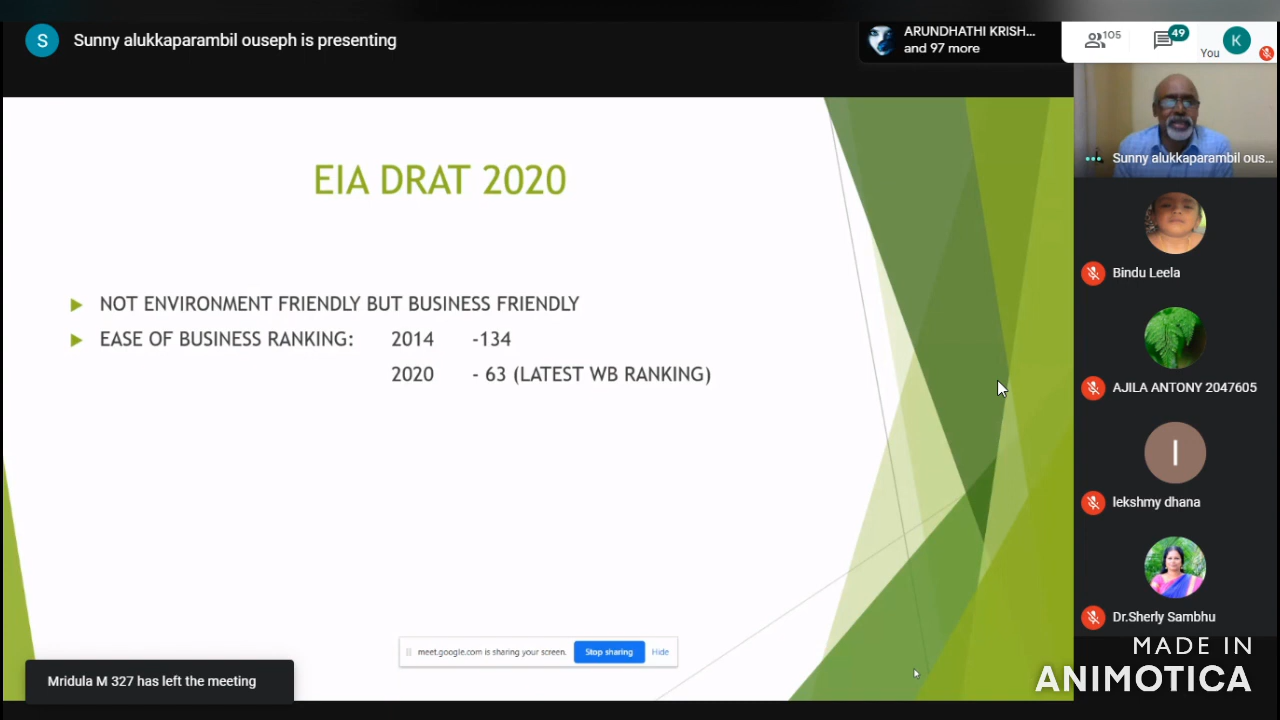 S
Sunny alukkaparambil ouseph is presenting
ARUNDHATHI KRISH...
and 97 more
105
49
You
K
EIA DRAT 2020
NOT ENVIRONMENT FRIENDLY BUT BUSINESS FRIENDLY
EASE OF BUSINESS RANKING: 2014 -134
2020 - 63 (LATEST WB RANKING)
Sunny alukkaparambil ous...
Bindu Leela
AJILA ANTONY 2047605
l
lekshmy dhana
Dr.Sherly Sambhu
meet.google.com is sharing your screen. Stop sharing Hide
Mridula M 327 has left the meeting
MADE IN
ANIMOTICA